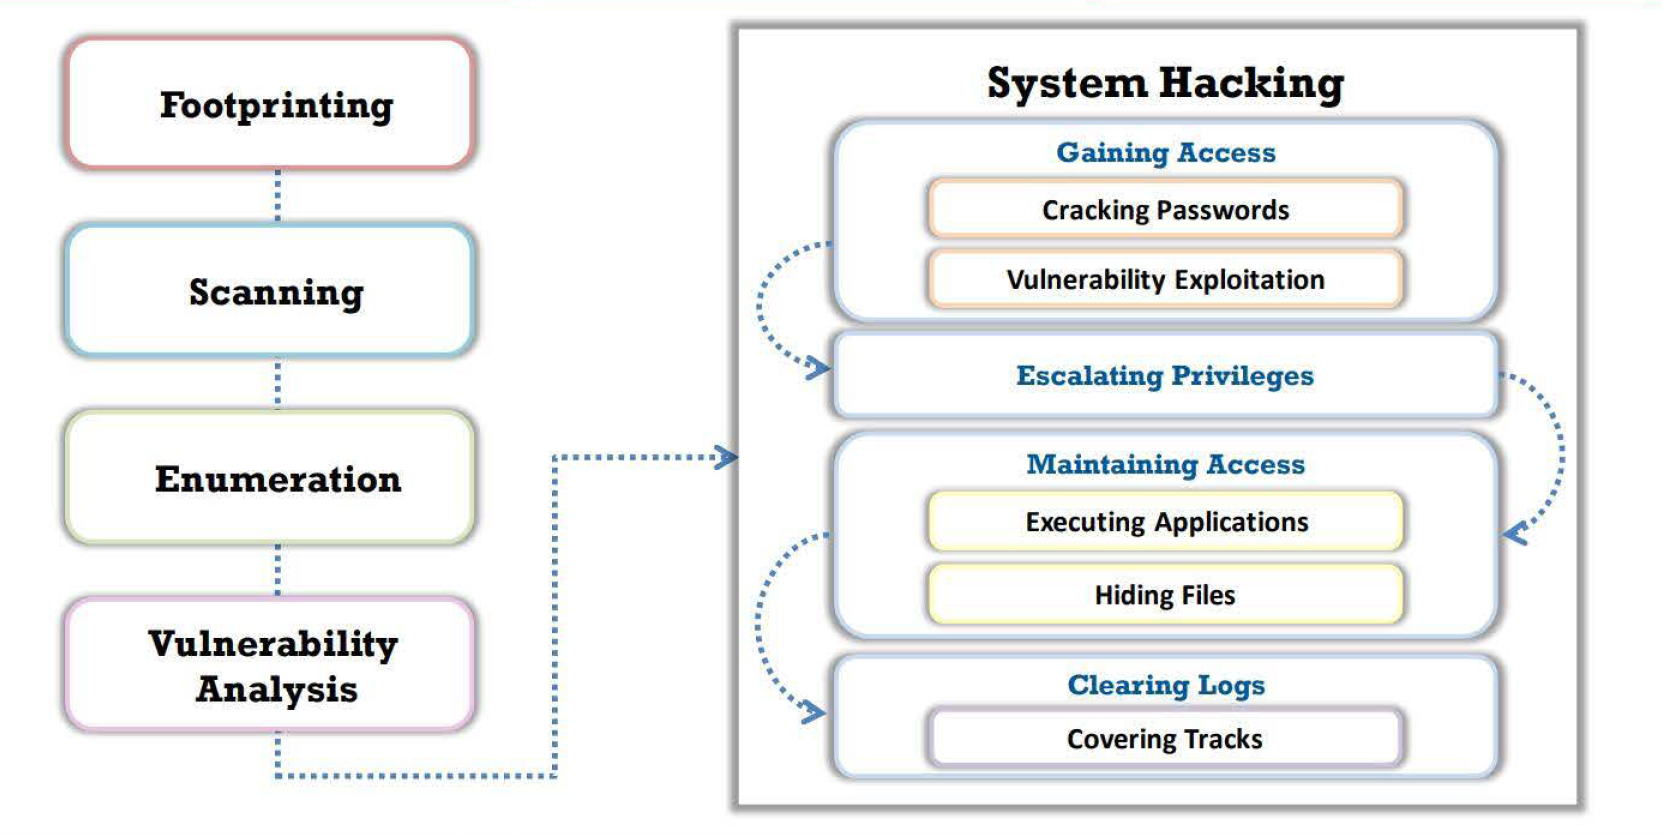 Footprinting
Scanning
Enumeration
Vulnerability
Analysis
System Hacking
Gaining Access
Cracking Passwords
Vulnerability Exploitation
Escalating Privileges
Maintaining Access
Executing Applications
Hiding Files
Clearing Logs
Covering Tracks